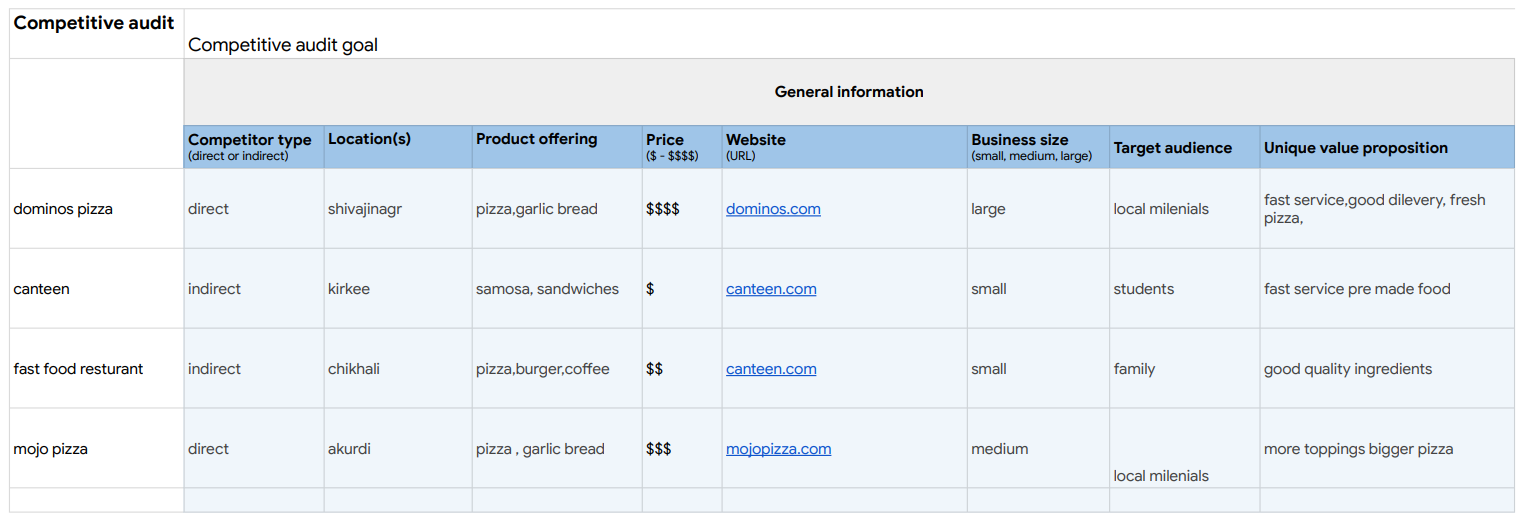 Competitive audit
Competitive audit goal
General information
Competitor type
(direct or indirect)
Location(s)
Product offering
Price
($ - $$$$)
Website
(URL)
Business size
(small, medium, large)
Target audience
Unique value proposition
dominos pizza
direct
shivajinagr
pizza,garlic bread
$$$$
dominos.com
large
local milenials
fast service,good dilevery, fresh
pizza,
canteen
indirect
kirkee
samosa, sandwiches
$
canteen.com
small
students
fast service pre made food
fast food resturant
indirect
chikhali
pizza,burger,coffee
$$
canteen.com
small
family
good quality ingredients
mojo pizza
direct
akurdi
pizza , garlic bread
$$$
mojopizza.com
medium
local milenials
more toppings bigger pizza